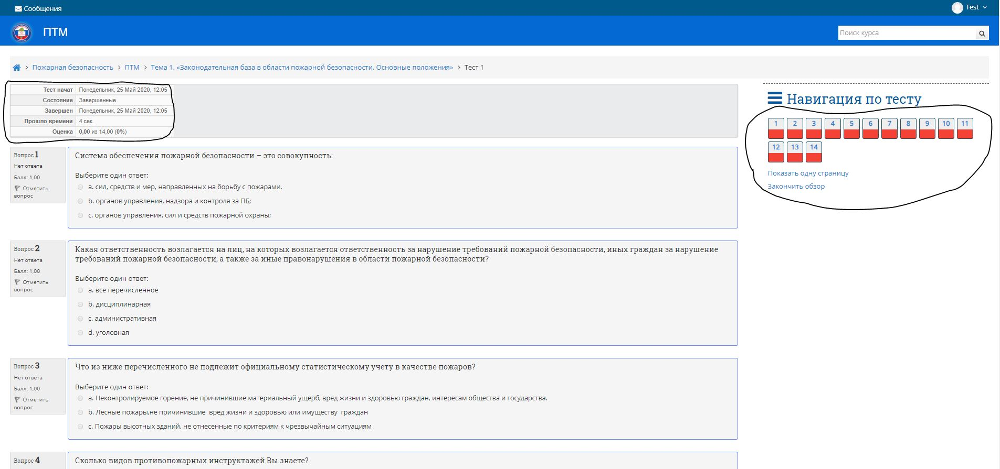 Сообщения
Test
ПТМ
Поиск курса
Пожарная безопасность > ПТМ > Тема 1. «Законодательная база в области пожарной безопасности. Основные положения» > Тест 1
Тест начат Понедельник, 25 Май 2020, 12:05
Состояние Завершенные
Завершен Понедельник, 25 Май 2020, 12:05
Прошло времени 4 сек.
Оценка 0,00 из 14,00 (0%)
Навигация по тесту
1 2 3 4 5 6 7 8 9 10 11
12 13 14
Показать одну страницу
Закончить обзор
Вопрос 1
Нет ответа
Балл: 1,00
Отметить
вопрос
Система обеспечения пожарной безопасности – это совокупность:
Выберите один ответ:
a. сил, средств и мер, направленных на борьбу с пожарами.
b. органов управления, надзора и контроля за ПБ;
c. органов управления, сил и средств пожарной охраны;
Вопрос 2
Нет ответа
Балл: 1,00
Отметить
вопрос
Какая ответственность возлагается на лиц, на которых возлагается ответственность за нарушение требований пожарной безопасности, иных граждан за нарушение
требований пожарной безопасности, а также за иные правонарушения в области пожарной безопасности?
Выберите один ответ:
a. все перечисленное
b. дисциплинарная
c. административная
d. уголовная
Вопрос 3
Нет ответа
Балл: 1,00
Отметить
вопрос
Что из ниже перечисленного не подлежит официальному статистическому учету в качестве пожаров?
Выберите один ответ:
a. Неконтролируемое горение, не причинившие материальный ущерб, вред жизни и здоровью граждан, интересам общества и государства.
b. Лесные пожары,не причинившие вред жизни и здоровью или имуществу граждан
c. Пожары высотных зданий, не отнесенные по критериям к чрезвычайным ситуациям
Вопрос 4
Сколько видов противопожарных инструктажей Вы знаете?